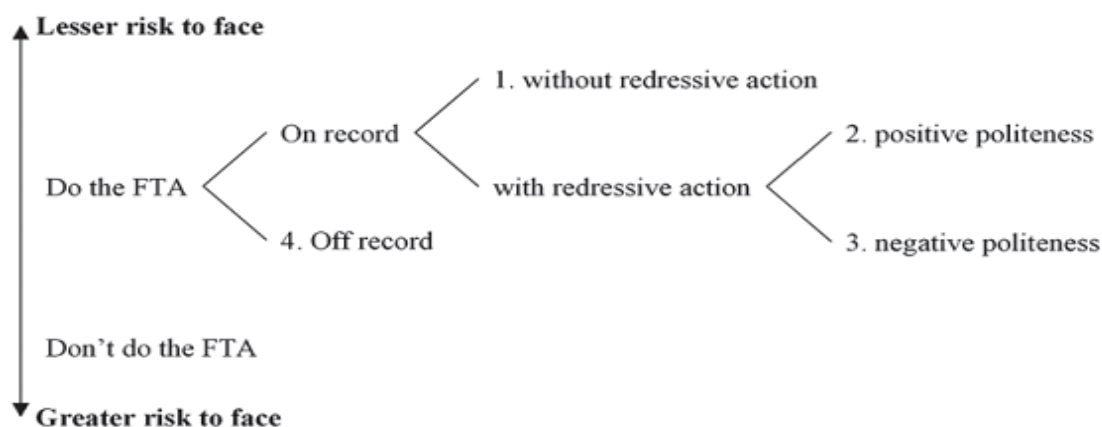 Lesser risk to face
1. without redressive action
On record
2. positive politeness
Do the FTA
with redressive action
4. Off record
3. negative politeness
Don't do the FTA
Greater risk to face